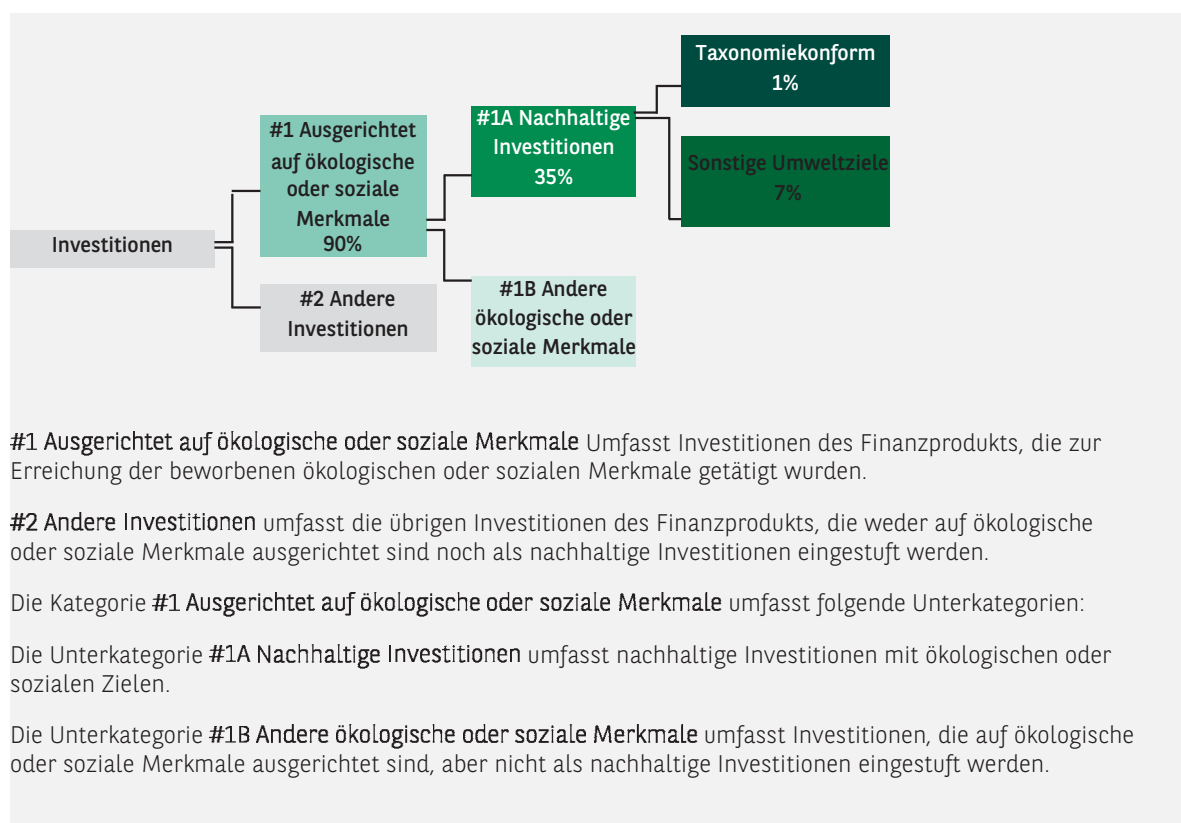 Taxonomiekonform
1%
#1 Ausgerichtet
auf ökologische
oder soziale
Merkmale
90%
#1A Nachhaltige
Investitionen
35%
Sonstige Umweltziele
7%
Investitionen
#2 Andere
Investitionen
#1B Andere
ökologische oder
soziale Merkmale
#1 Ausgerichtet auf ökologische oder soziale Merkmale Umfasst Investitionen des Finanzprodukts, die zur
Erreichung der beworbenen ökologischen oder sozialen Merkmale getätigt wurden.
#2 Andere Investitionen umfasst die übrigen Investitionen des Finanzprodukts, die weder auf ökologische
oder soziale Merkmale ausgerichtet sind noch als nachhaltige Investitionen eingestuft werden.
Die Kategorie #1 Ausgerichtet auf ökologische oder soziale Merkmale umfasst folgende Unterkategorien:
Die Unterkategorie #1A Nachhaltige Investitionen umfasst nachhaltige Investitionen mit ökologischen oder
sozialen Zielen.
Die Unterkategorie #1B Andere ökologische oder soziale Merkmale umfasst Investitionen, die auf ökologische
oder soziale Merkmale ausgerichtet sind, aber nicht als nachhaltige Investitionen eingestuft werden.